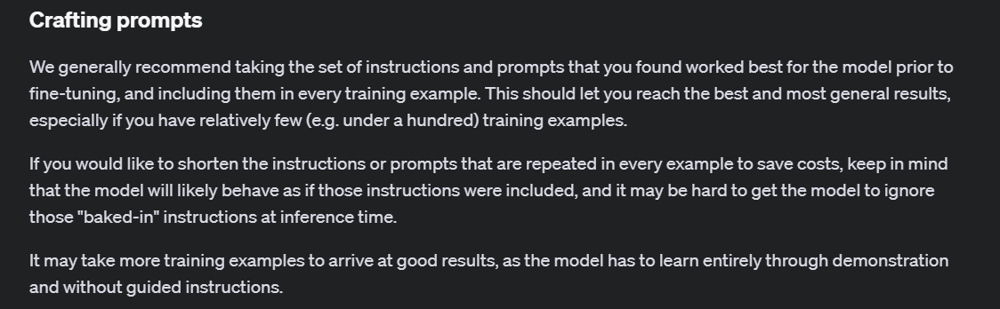 Crafting prompts
We generally recommend taking the set of instructions and prompts that you found worked best for the model prior to
fine-tuning, and including them in every training example. This should let you reach the best and most general results,
especially if you have relatively few (e.g. under a hundred) training examples.
If you would like to shorten the instructions or prompts that are repeated in every example to save costs, keep in mind
that the model will likely behave as if those instructions were included, and it may be hard to get the model to ignore
those "baked-in" instructions at inference time.
It may take more training examples to arrive at good results, as the model has to learn entirely through demonstration
and without guided instructions.